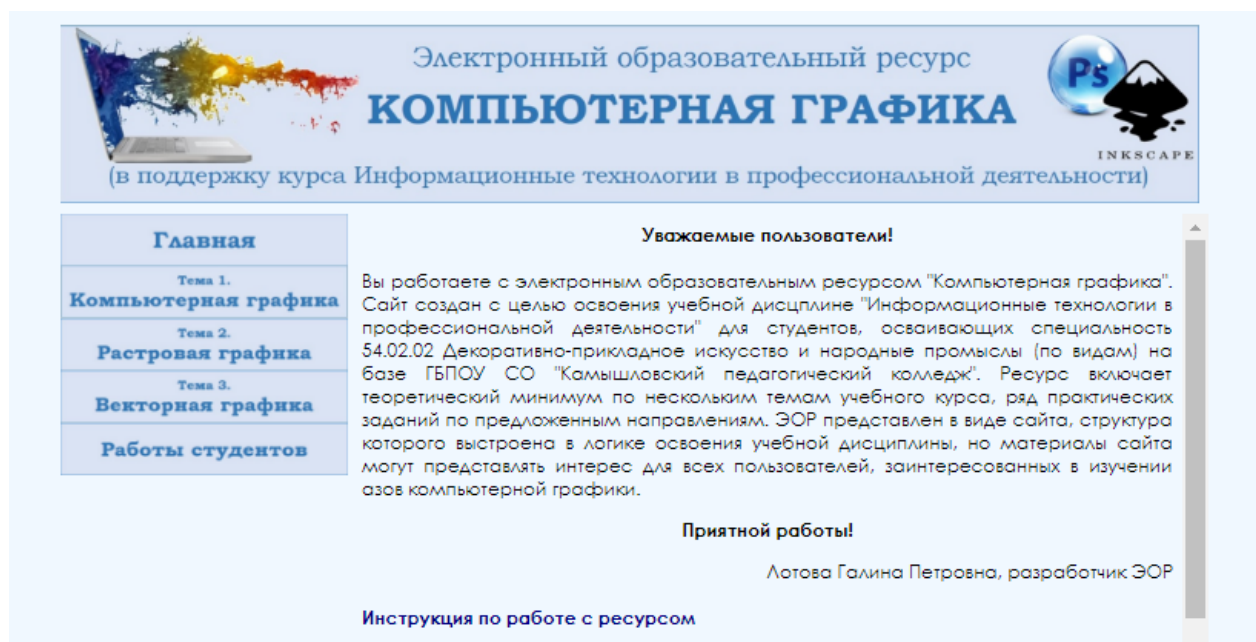 Электронный образовательный ресурс
КОМПЬЮТЕРНАЯ ГРАФИКА
Ps
INKSCAPE
(в поддержку курса Информационные технологии в профессиональной деятельности)
Главная
Тема 1.
Компьютерная графика
Тема 2.
Растровая графика
Тема 3.
Векторная графика
Работы студентов
Уважаемые пользователи!
Вы работаете с электронным образовательным ресурсом "Компьютерная графика".
Сайт создан с целью освоения учебной дисцплине "Информационные технологии в
профессиональной деятельности" для студентов, осваивающих специальность
54.02.02 Декоративно-прикладное искусство и народные промыслы (по видам) на
базе ГБПОУ СО "Камышловский педагогический колледж". Ресурс включает
теоретический минимум по нескольким темам учебного курса, ряд практических
заданий по предложенным направлениям. ЭОР представлен в виде сайта, структура
которого выстроена в логике освоения учебной дисциплины, но материалы сайта
могут представлять интерес для всех пользователей, заинтересованных в изучении
азов компьютерной графики.
Приятной работы!
Лотова Галина Петровна, разработчик ЭОР
Инструкция по работе с ресурсом